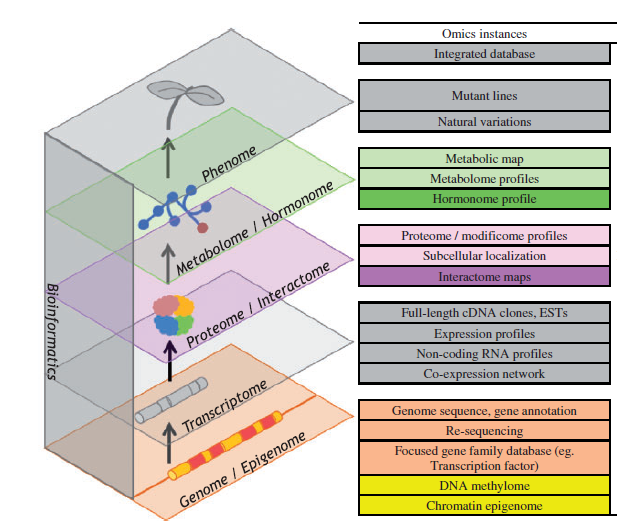 Omics instances
Integrated database
Mutant lines
Natural variations
Phenome
Metabolic map
Metabolome profiles
Hormonome profile
Metabolome / Hormonome
Proteome / modificome profiles
Subcellular localization
Interactome maps
Proteome / Interactome
Bioinformatics
Full-length cDNA clones, ESTs
Expression profiles
Non-coding RNA profiles
Co-expression network
Transcriptome
Genome sequence, gene annotation
Re-sequencing
Focused gene family database (eg.
Transcription factor)
DNA methylome
Chromatin epigenome
Genome / Epigenome